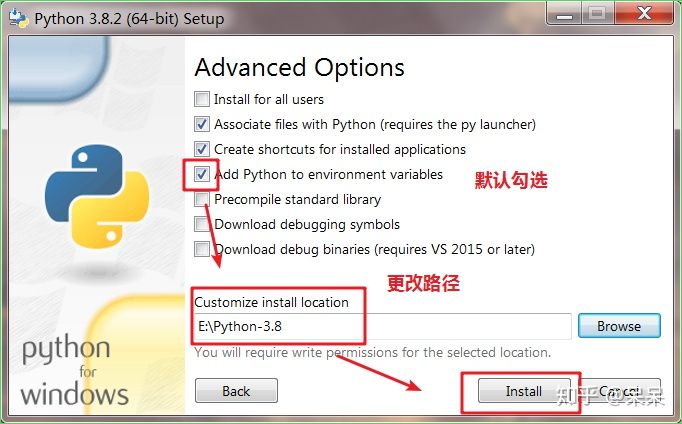 Python 3.8.2 (64-bit) Setup
Advanced Options
Install for all users
Associate files with Python (requires the py launcher)
Create shortcuts for installed applications
Add Python to environment variables
默认勾选
Precompile standard library
Download debugging symbols
Download debug binaries (requires VS 2015 or later)
更改路径
Customize install location
E:\Python-3.8
Browse
You will require write permissions for the selected location.
python
for
windows
Back
Install
Cancel
知乎 @呆呆